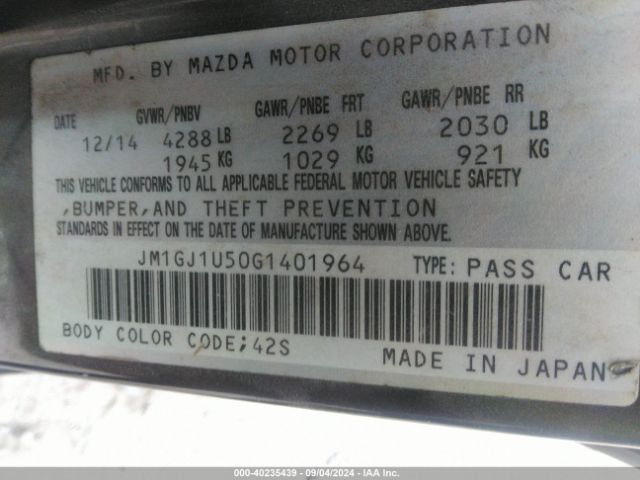 MFD. BY MAZDA MOTOR CORPORATION
DATE GVWR/PNBV GAWR/PNBE FRT GAWR/PNBE RR
12/14 4288 LB 2269 LB 2030 LB
1945 KG 1029 KG 921 KG
THIS VEHICLE CONFORMS TO ALL APPLICABLE FEDERAL MOTOR VEHICLE SAFETY
,BUMPER,AND THEFT PREVENTION
STANDARDS IN EFFECT ON THE DATE OF MANUFACTURE SHOWN ABOVE.
JM1GJ1U50G1401964 TYPE: PASS CAR
BODY COLOR CODE;42S MADE IN JAPAN
000-40235439 - 09/04/2024 - IAA Inc.